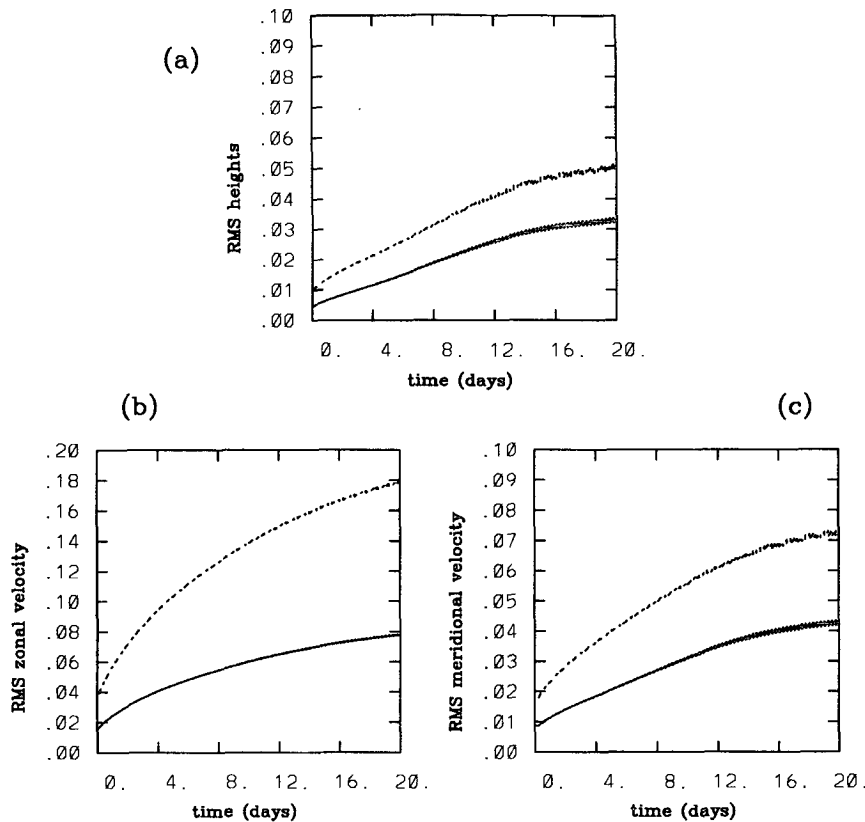 (a)
.10
.09
.08
.07
.06
.05
.04
.03
.02
.01
.00
RMS heights
0. 4. 8. 12. 16. 20.
time (days)
(b)
.20
.18
.16
.14
.12
.10
.08
.06
.04
.02
.00
RMS zonal velocity
0. 4. 8. 12. 16. 20.
time (days)
(c)
.10
.09
.08
.07
.06
.05
.04
.03
.02
.01
.00
RMS meridional velocity
0. 4. 8. 12. 16. 20.
time (days)